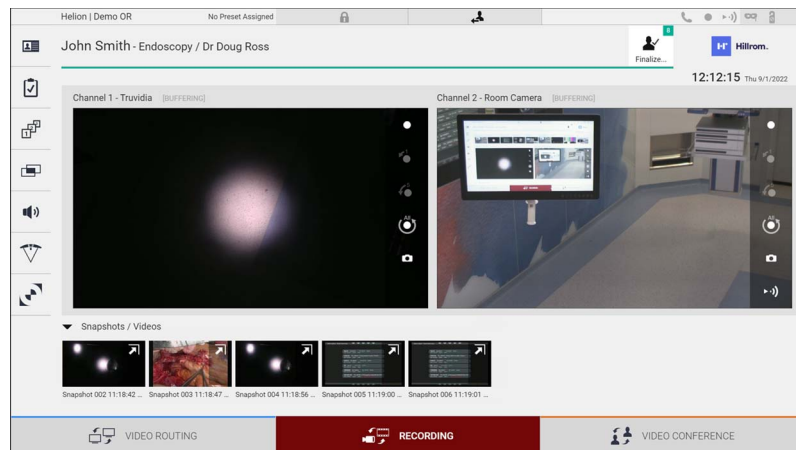 Helion | Demo OR
No Preset Assigned
John Smith - Endoscopy / Dr Doug Ross
8
Finalize...
H
Hillrom.
12:12:15 Thu 9/1/2022
Channel 1 - Truvidia [BUFFERING]
Channel 2 - Room Camera [BUFFERING]
All
All
Snapshots / Videos
Snapshot 002 11:18:42 ...
Snapshot 003 11:18:47 ...
Snapshot 004 11:18:56 ...
Snapshot 005 11:19:00 ...
Snapshot 006 11:19:01 ...
VIDEO ROUTING
RECORDING
VIDEO CONFERENCE